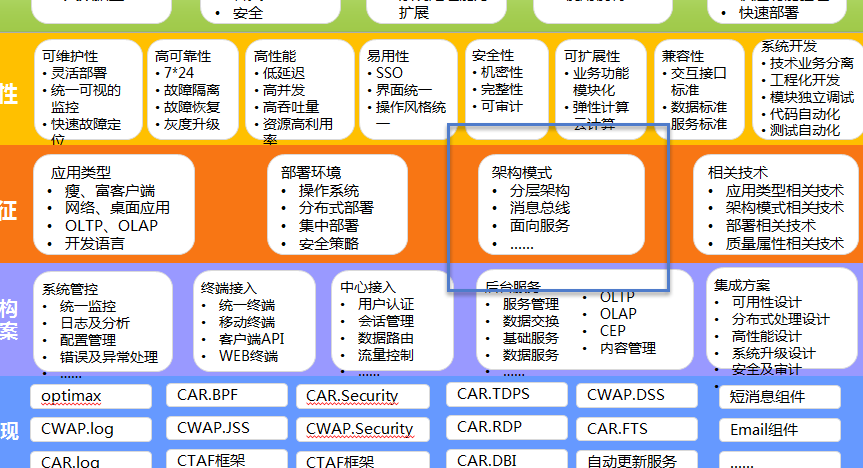 • 安全
扩展
• 快速部署
性
可维护性
• 灵活部署
• 统一可视的
监控
• 快速故障定
位
高可靠性
• 7*24
• 故障隔离
• 故障恢复
• 灰度升级
高性能
• 低延迟
• 高并发
• 高吞吐量
• 资源高利用
率
易用性
• SSO
• 界面统一
• 操作风格统
一
安全性
• 机密性
• 完整性
• 可审计
可扩展性
• 业务功能
模块化
• 弹性计算
云计算
兼容性
• 交互接口
标准
• 数据标准
• 服务标准
系统开发
• 技术业务分离
• 工程化开发
• 模块独立调试
• 代码自动化
• 测试自动化
征
应用类型
• 瘦、富客户端
• 网络、桌面应用
• OLTP、OLAP
• 开发语言
部署环境
• 操作系统
• 分布式部署
• 集中部署
• 安全策略
架构模式
• 分层架构
• 消息总线
• 面向服务
• ......
相关技术
• 应用类型相关技术
• 架构模式相关技术
• 部署相关技术
• 质量属性相关技术
构
案
系统管控
• 统一监控
• 日志及分析
• 配置管理
• 错误及异常处理
• ......
终端接入
• 统一终端
• 移动终端
• 客户端API
• WEB终端
中心接入
• 用户认证
• 会话管理
• 数据路由
• 流量控制
• ......
后台服务
• 服务管理
• 数据交换
• 基础服务
• 数据服务
• ......
• OLTP
• OLAP
• CEP
• 内容管理
集成方案
• 可用性设计
• 分布式处理设计
• 高性能设计
• 系统升级设计
• 安全及审计
•
现
optimax
CAR.BPF
CAR.Security
CAR.TDPS
CWAP.DSS
短消息组件
CWAP.log
CWAP.JSS
CWAP.Security
CAR.RDP
CAR.FTS
Email组件
CAR.log
CTAF框架
CTAF框架
CAR.DBI
自动更新服务
......